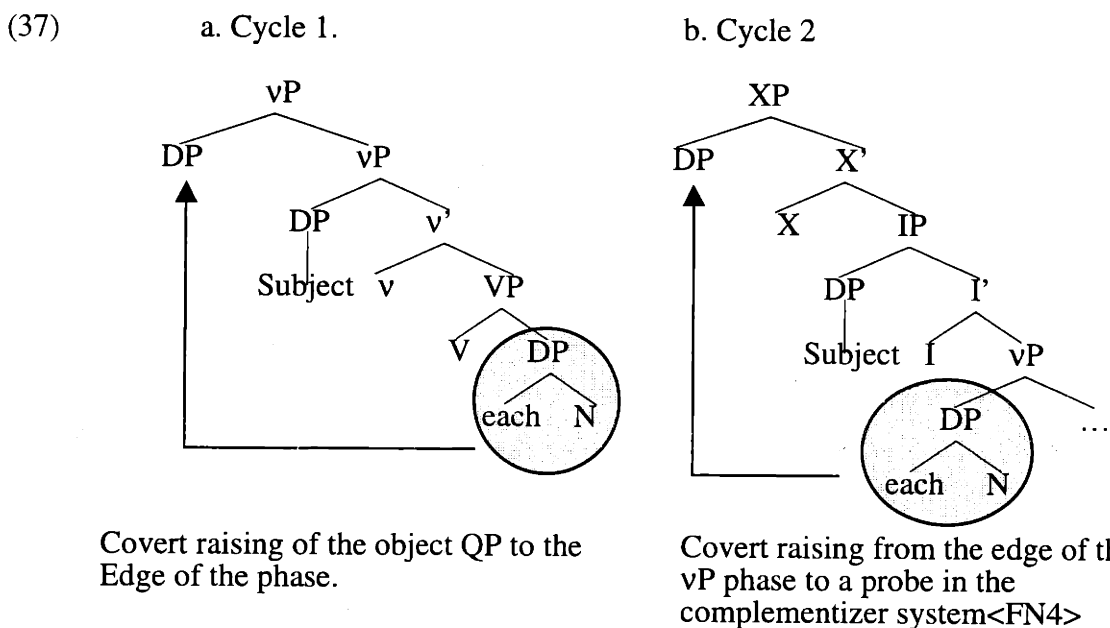 (37) a. Cycle 1. b. Cycle 2
νP XP
DP νP DP X’
DP ν’ X IP
Subject ν VP DP I’
V DP Subject I νP
each N DP …
each N
Covert raising of the object QP to the
Edge of the phase.
Covert raising from the edge of
νP phase to a probe in the
complementizer system<FN4>